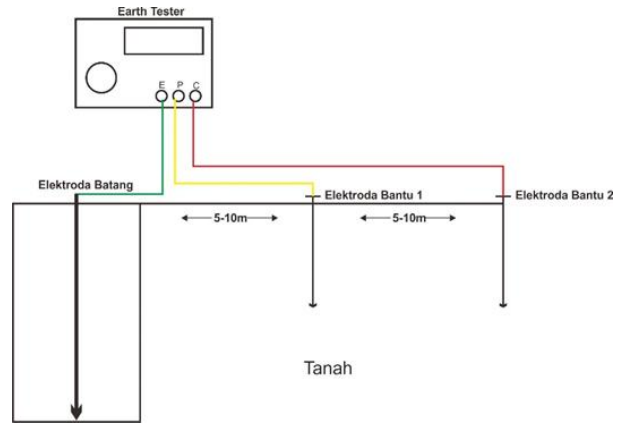 Earth Tester
E P C
Elektroda Batang
Elektroda Bantu 1
Elektroda Bantu 2
5-10m
5-10m
Tanah